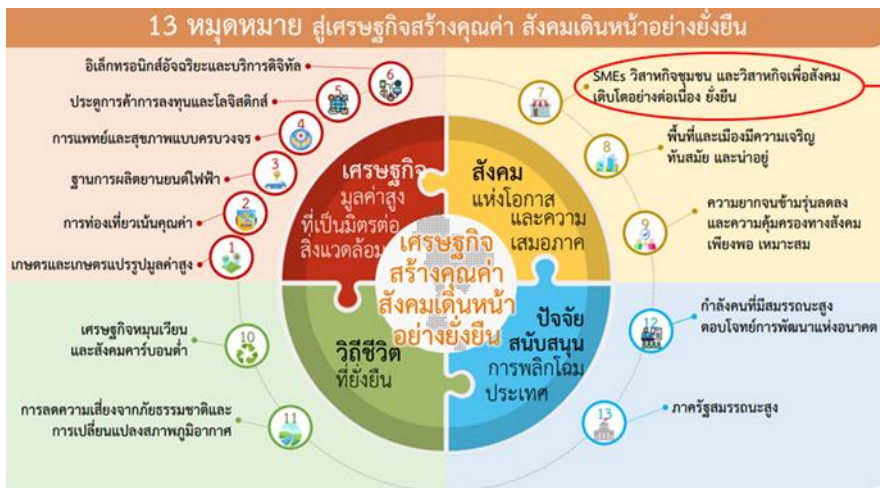 13 หมุดหมาย สู่เศรษฐกิจสร้างคุณค่า สังคมเดินหน้าอย่างยั่งยืน
อิเล็กทรอนิกส์อัจฉริยะและบริการดิจิทัล
6
ประตูการค้าการลงทุนและโลจิสติกส์
5
การแพทย์และสุขภาพแบบครบวงจร
4
ฐานการผลิตยานยนต์ไฟฟ้า
3
การท่องเที่ยวเน้นคุณค่า
2
เกษตรและเกษตรแปรรูปมูลค่าสูง
1
เศรษฐกิจ
มูลค่าสูง
ที่เป็นมิตรต่อ
สิ่งแวดล้อม
7
SMEs วิสาหกิจชุมชน และวิสาหกิจเพื่อสังคม
เติบโตอย่างต่อเนื่อง ยั่งยืน
8
พื้นที่และเมืองมีความเจริญ
ทันสมัย และน่าอยู่
9
ความยากจนข้ามรุ่นลดลง
และความคุ้มครองทางสังคม
เพียงพอ เหมาะสม
สังคม
แห่งโอกาส
และความ
เสมอภาค
เศรษฐกิจ
สร้างคุณค่า
สังคมเดินหน้า
อย่างยั่งยืน
เศรษฐกิจหมุนเวียน
และสังคมคาร์บอนต่ำ
10
การลดความเสี่ยงจากภัยธรรมชาติและ
การเปลี่ยนแปลงสภาพภูมิอากาศ
11
วิถีชีวิต
ที่ยั่งยืน
ปัจจัย
สนับสนุน
การพลิกโฉม
ประเทศ
12
กำลังคนที่มีสมรรถนะสูง
ตอบโจทย์การพัฒนาแห่งอนาคต
13
ภาครัฐสมรรถนะสูง